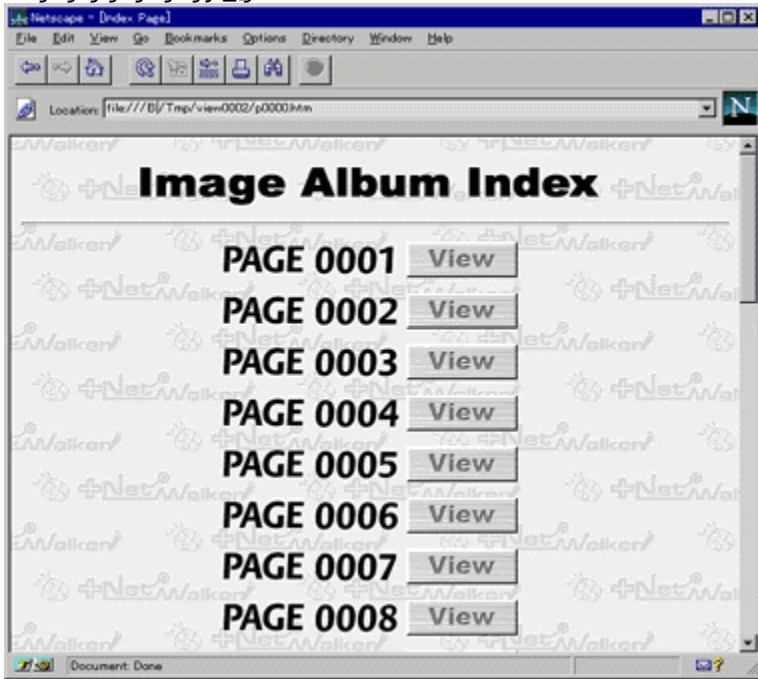 Netscape - [Index Page]
File Edit View Go Bookmarks Options Directory Window Help
Location: file:///B|/Tmp/view0002/p0000.htm
N
Image Album Index
PAGE 0001 View
PAGE 0002 View
PAGE 0003 View
PAGE 0004 View
PAGE 0005 View
PAGE 0006 View
PAGE 0007 View
PAGE 0008 View
+NetWalker
Document: Done